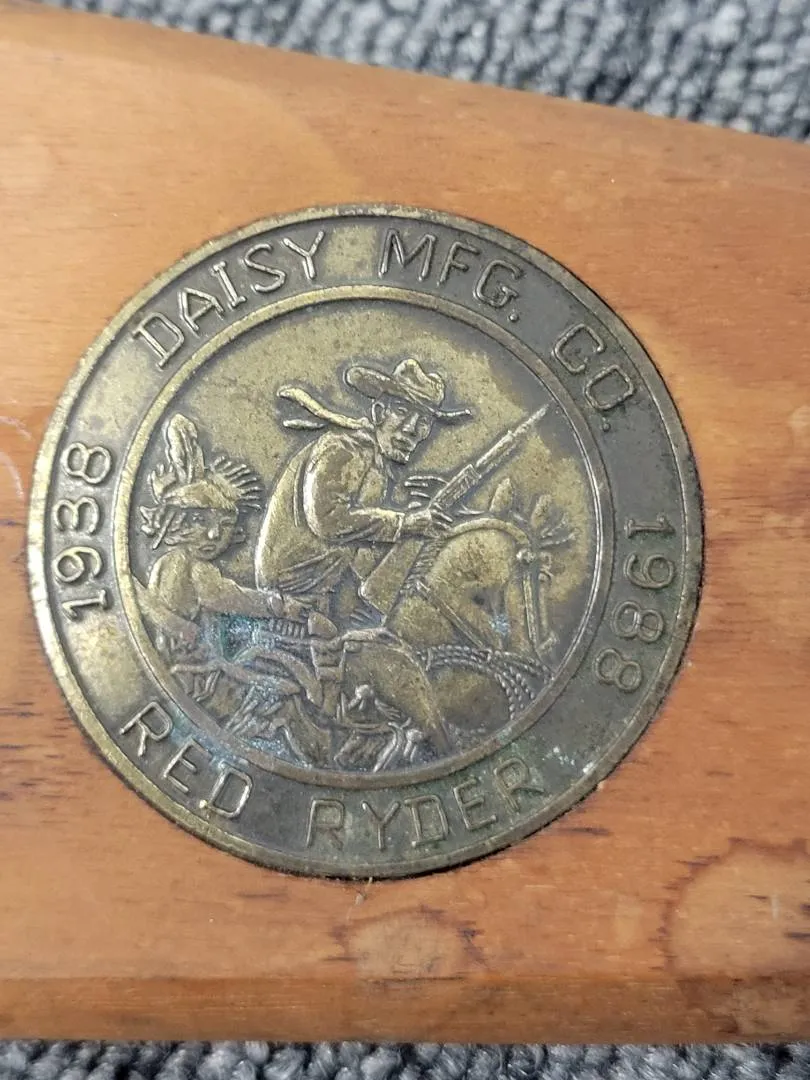 DAISY MFG. CO.
1938
1988
RED RYDER